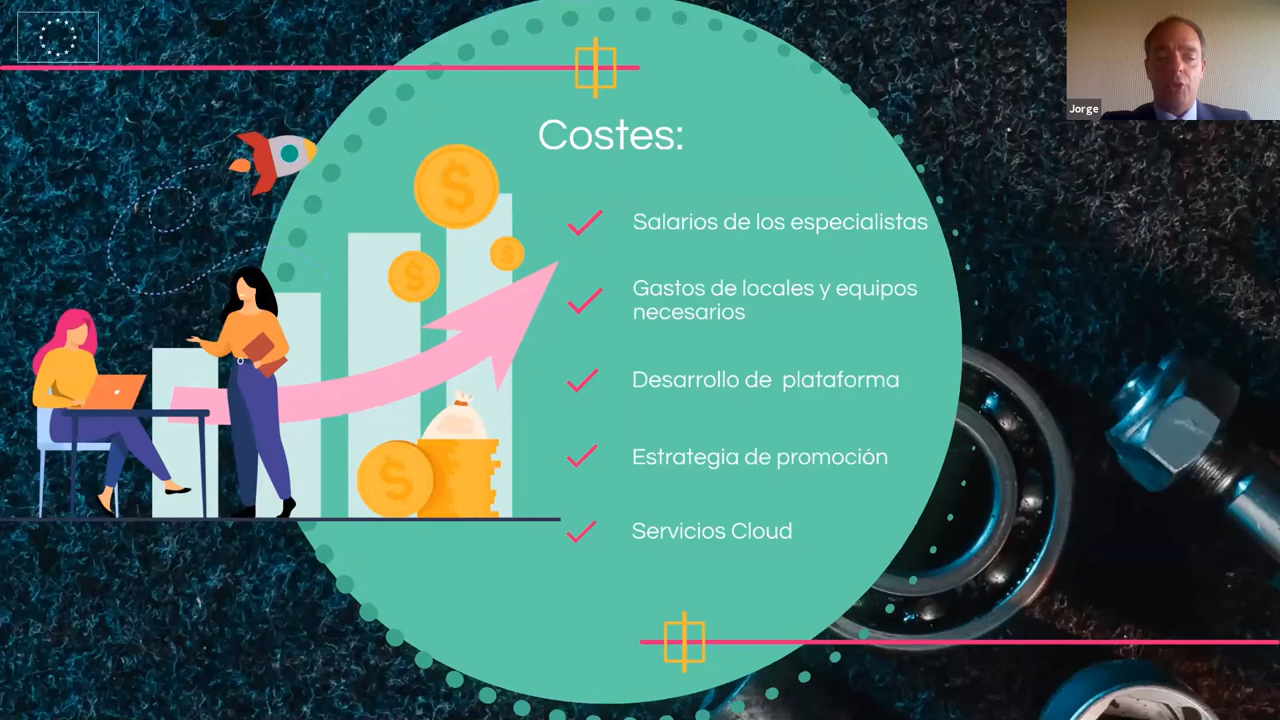 Jorge
Costes:
Salarios de los especialistas
Gastos de locales y equipos
necesarios
Desarrollo de plataforma
Estrategia de promoción
Servicios Cloud
$
$
$
$